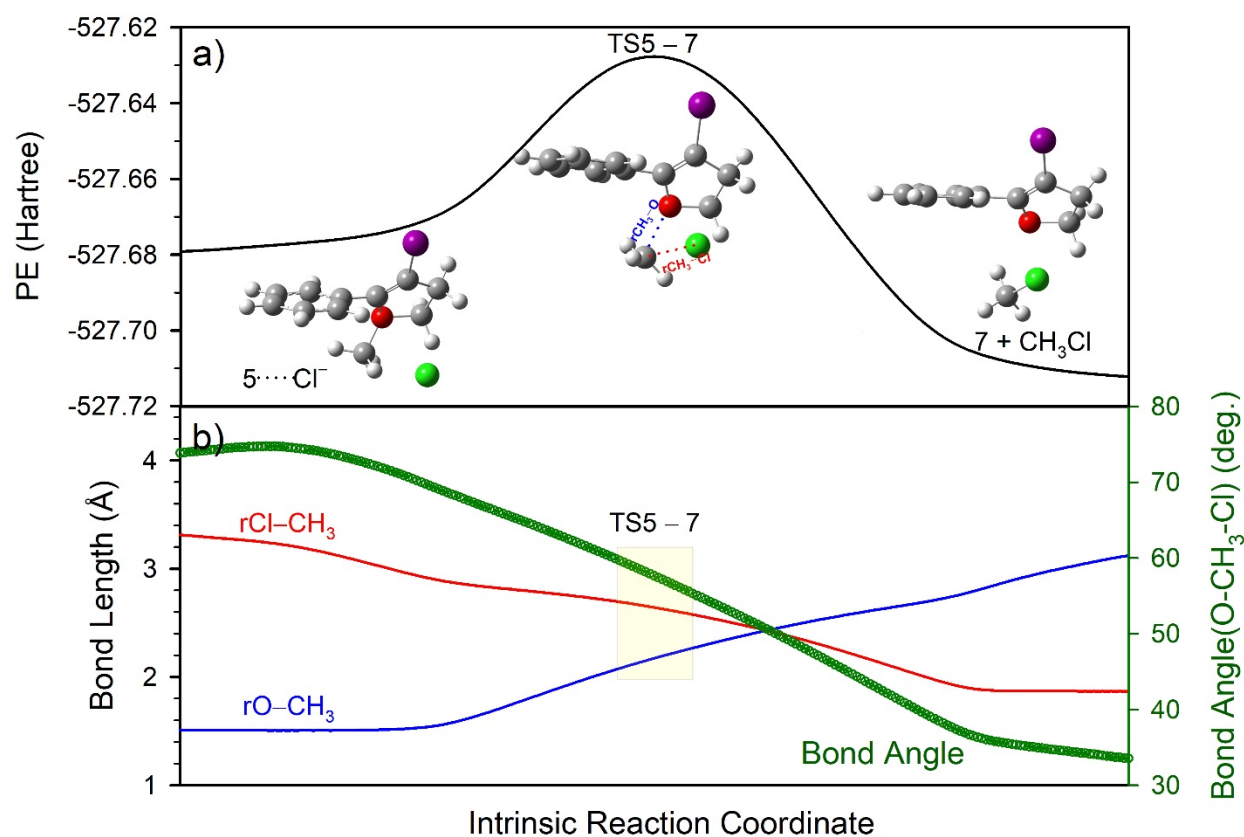 -527.62
a)
TS5 – 7
-527.64
-527.66
-527.68
-527.70
-527.72
PE (Hartree)
rCH₃–O
rCH₃–Cl
5·····Cl⁻
7 + CH₃Cl
b)
4
3
2
1
Bond Length (Å)
rCl–CH₃
rO–CH₃
TS5 – 7
Bond Angle
80
70
60
50
40
30
Bond Angle(O-CH₃-Cl) (deg.)
Intrinsic Reaction Coordinate